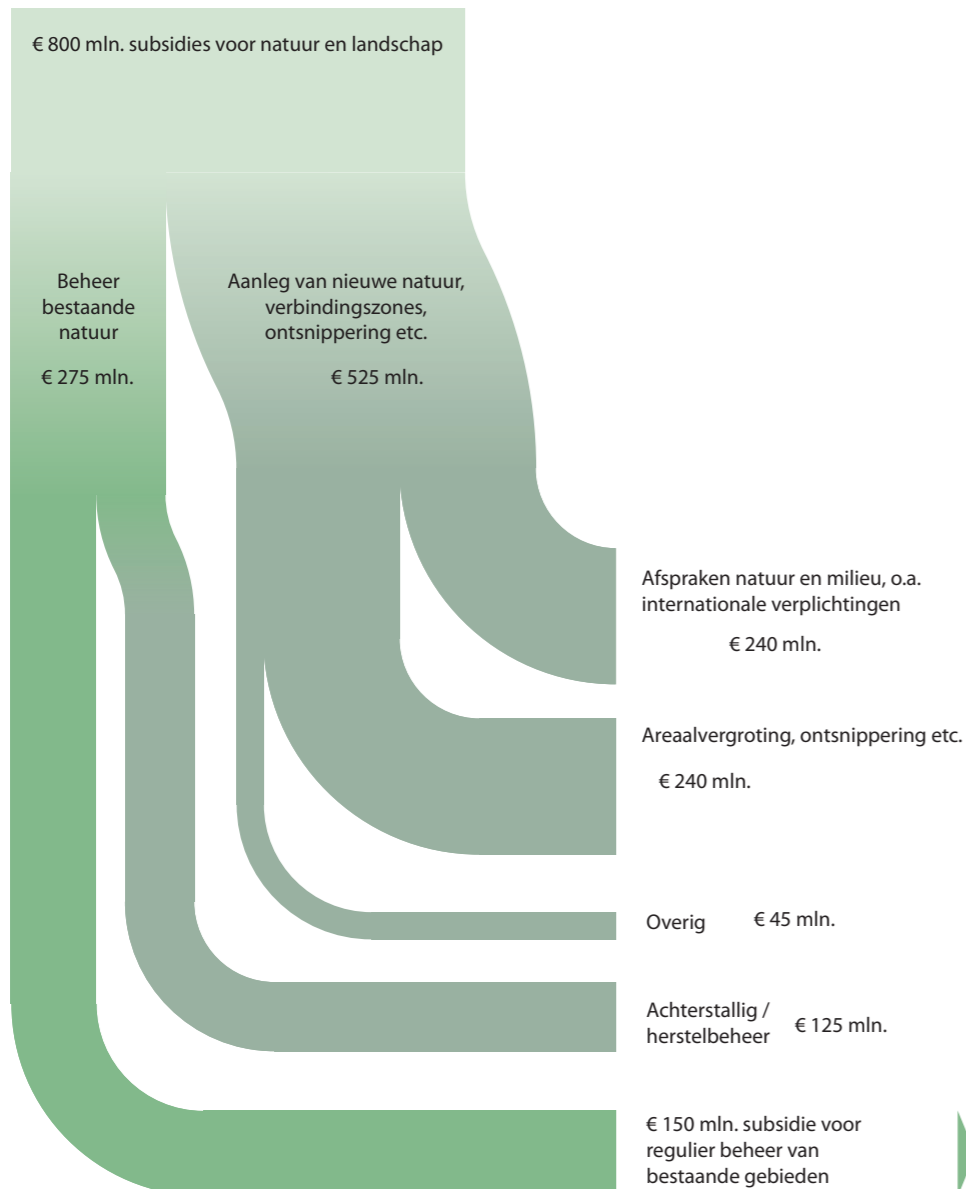 € 800 mln. subsidies voor natuur en landschap
Beheer
bestaande
natuur
€ 275 mln.
Aanleg van nieuwe natuur,
verbindingszones,
ontsnippering etc.
€ 525 mln.
Afspraken natuur en milieu, o.a.
internationale verplichtingen
€ 240 mln.
Areaalvergroting, ontsnippering etc.
€ 240 mln.
Overig € 45 mln.
Achterstallig /
herstelbeheer
€ 125 mln.
€ 150 mln. subsidie voor
regulier beheer van
bestaande gebieden